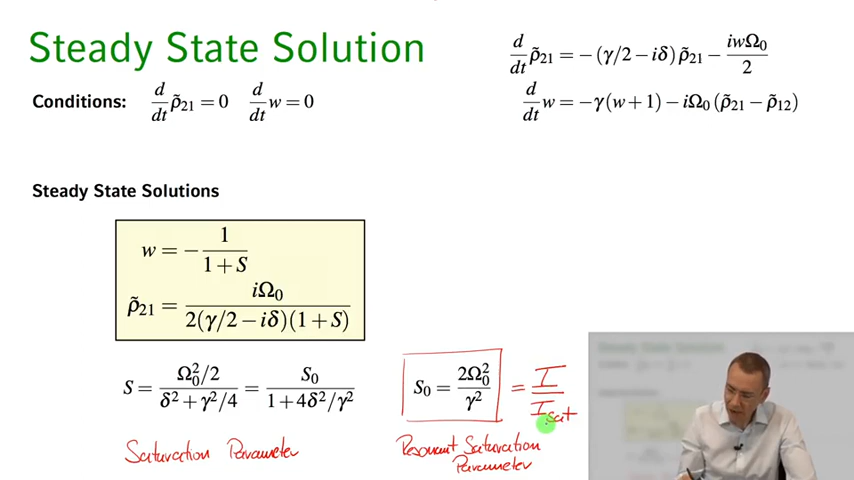 Steady State Solution
Conditions: d/dt ρ̃₂₁ = 0 d/dt w = 0
d/dt ρ̃₂₁ = −(γ/2 − iδ) ρ̃₂₁ − iwΩ₀/2
d/dt w = −γ(w + 1) − iΩ₀ (ρ̃₂₁ − ρ̃₁₂)
Steady State Solutions
w = − 1/(1 + S)
ρ̃₂₁ = iΩ₀/(2(γ/2 − iδ)(1 + S))
S = (Ω₀²/2)/(δ² + γ²/4) = S₀/(1 + 4δ²/γ²)
S₀ = 2Ω₀²/γ² = I/I_sat
Saturation Parameter
Resonant Saturation
Parameter